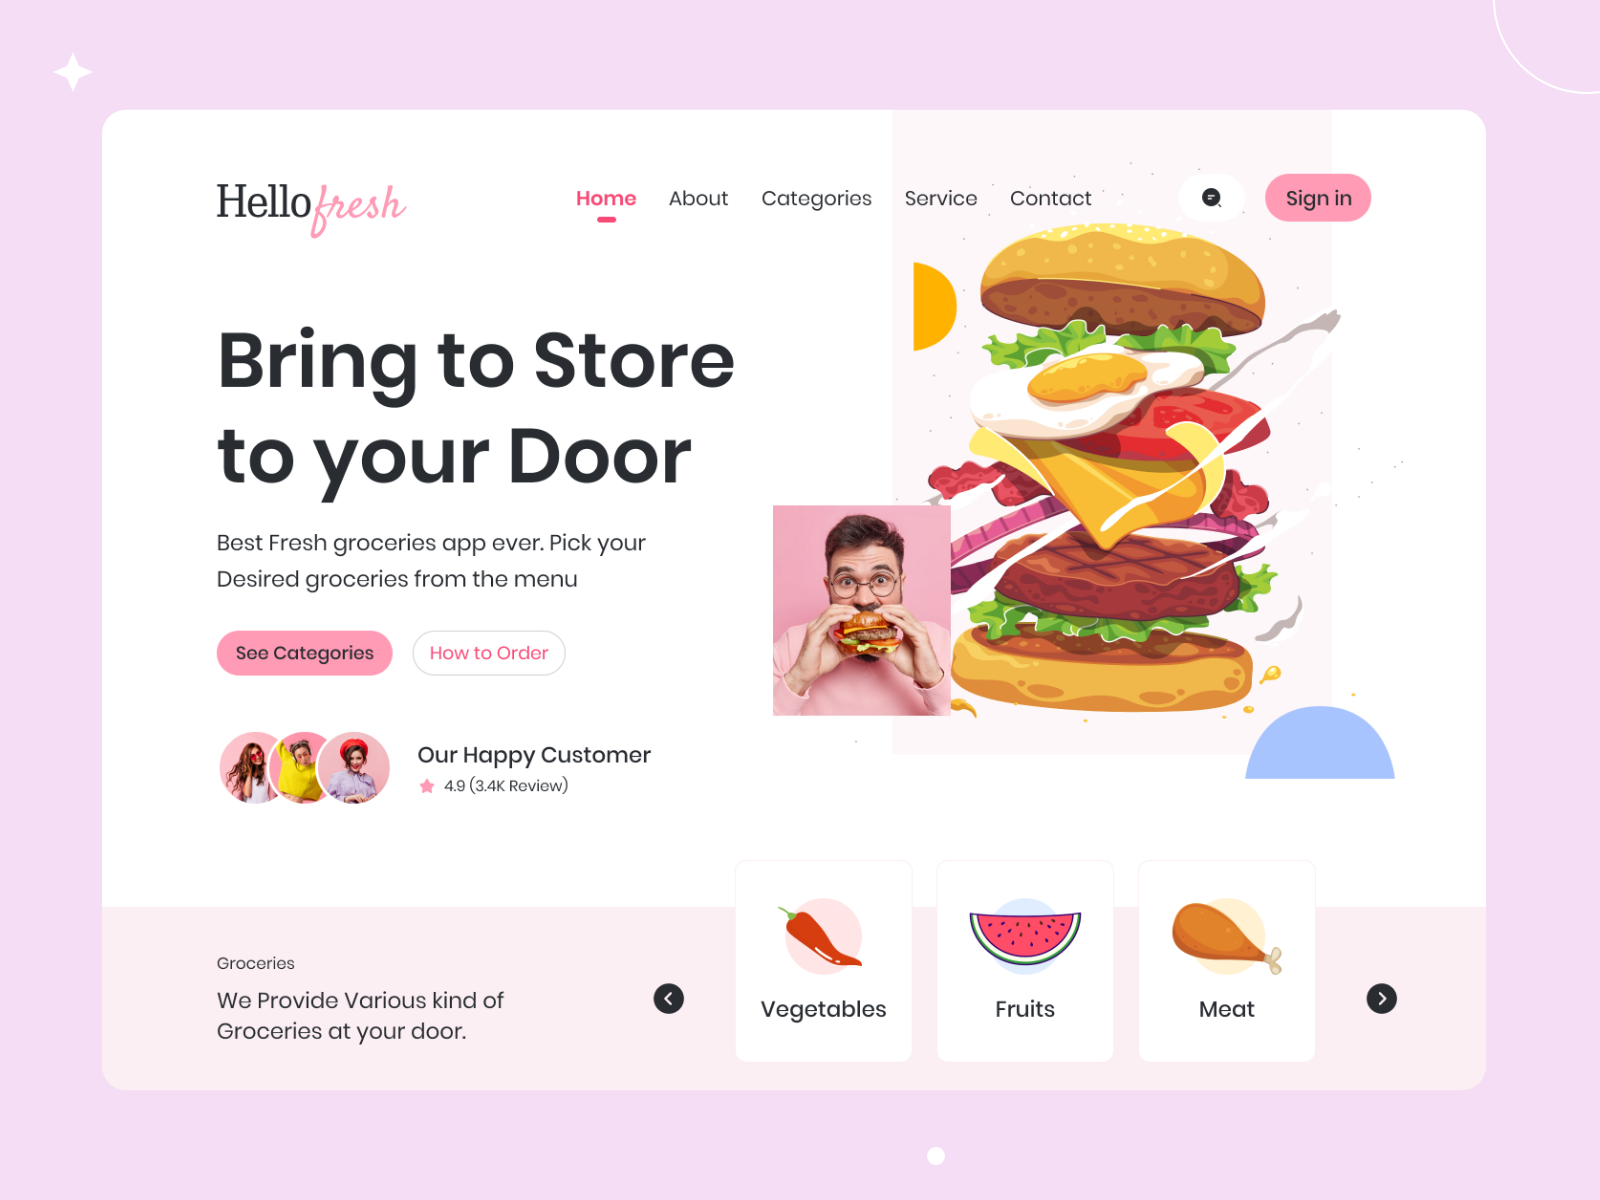 Hello fresh
Home About Categories Service Contact
Sign in
Bring to Store
to your Door
Best Fresh groceries app ever. Pick your
Desired groceries from the menu
See Categories
How to Order
Our Happy Customer
4.9 (3.4K Review)
Groceries
We Provide Various kind of
Groceries at your door.
Vegetables
Fruits
Meat